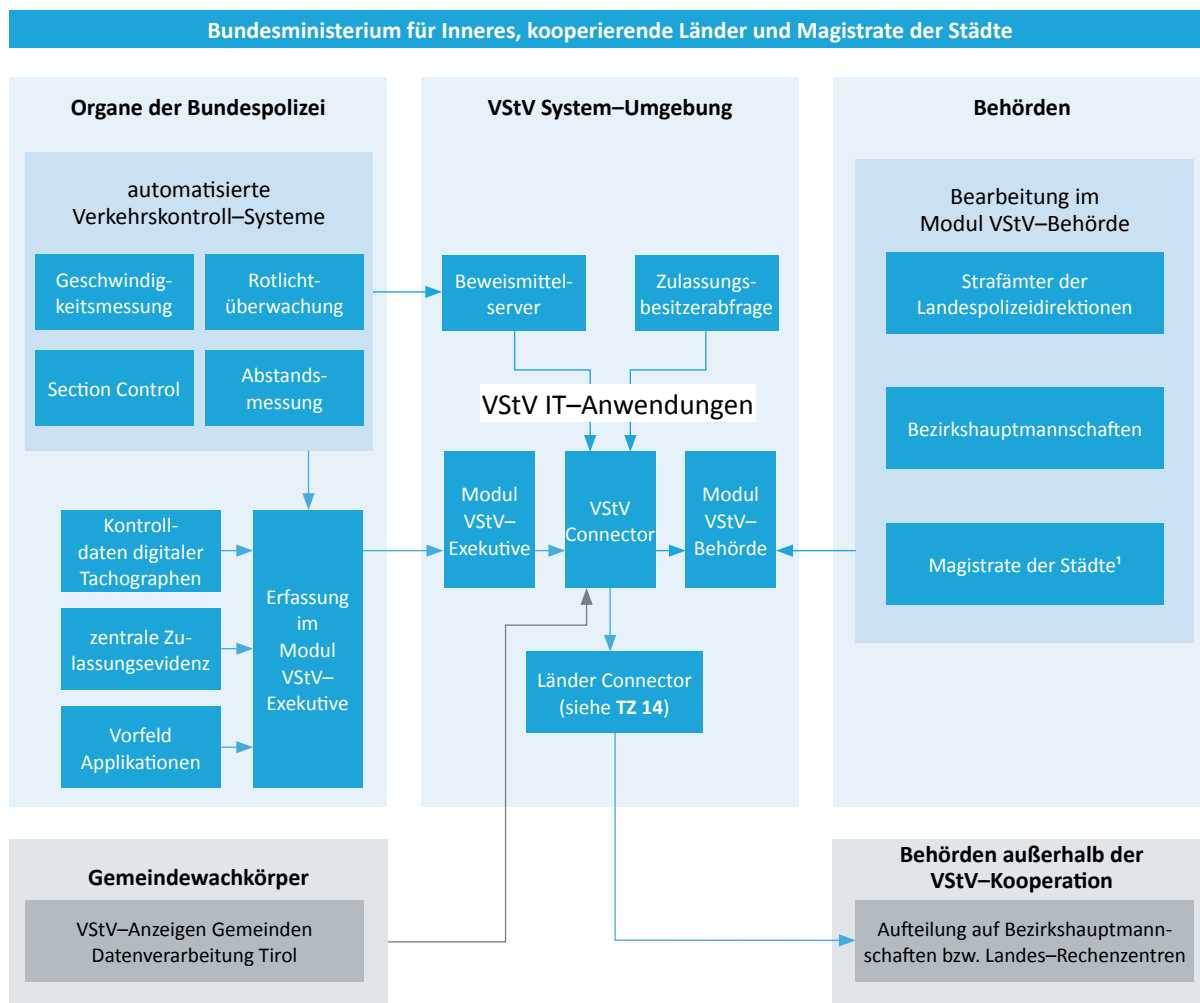 Bundesministerium für Inneres, kooperierende Länder und Magistrate der Städte
Organe der Bundespolizei
automatisierte
Verkehrskontroll–Systeme
Geschwindig-
keitsmessung
Rotlicht-
überwachung
Section Control
Abstands-
messung
Kontroll-
daten digitaler
Tachographen
zentrale Zu-
lassungsevidenz
Vorfeld
Applikationen
Erfassung
im
Modul
VStV–
Exekutive
VStV System–Umgebung
Beweismittel-
server
Zulassungs-
besitzerabfrage
VStV IT–Anwendungen
Modul
VStV–
Exekutive
VStV
Connector
Modul
VStV–
Behörde
Länder Connector
(siehe TZ 14)
Behörden
Bearbeitung im
Modul VStV–Behörde
Strafämter der
Landespolizeidirektionen
Bezirkshauptmannschaften
Magistrate der Städte¹
Gemeindewachkörper
VStV–Anzeigen Gemeinden
Datenverarbeitung Tirol
Behörden außerhalb der
VStV–Kooperation
Aufteilung auf Bezirkshauptmann-
schaften bzw. Landes–Rechenzentren